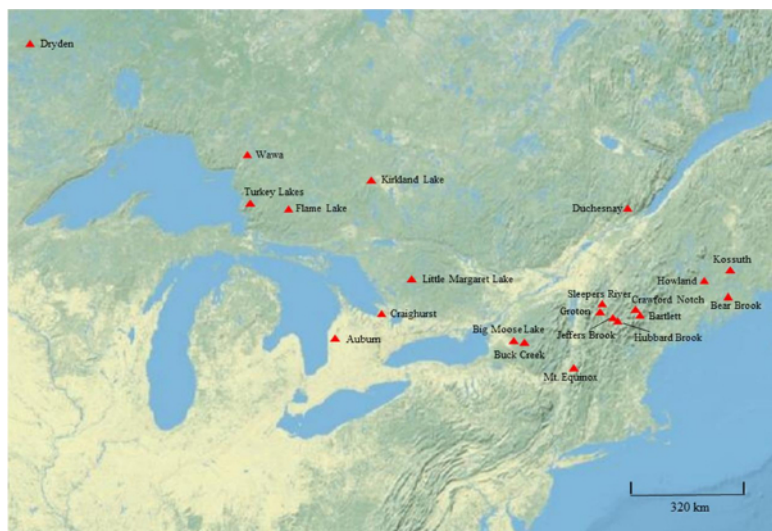 Dryden
Wawa
Kirkland Lake
Turkey Lakes
Flame Lake
Duchesnay
Kossuth
Little Margaret Lake
Howland
Sleepers River
Crawford Notch
Bear Brook
Craighurst
Groton
Bartlett
Big Moose Lake
Jeffers Brook
Hubbard Brook
Auburn
Buck Creek
Mt. Equinox
320 km